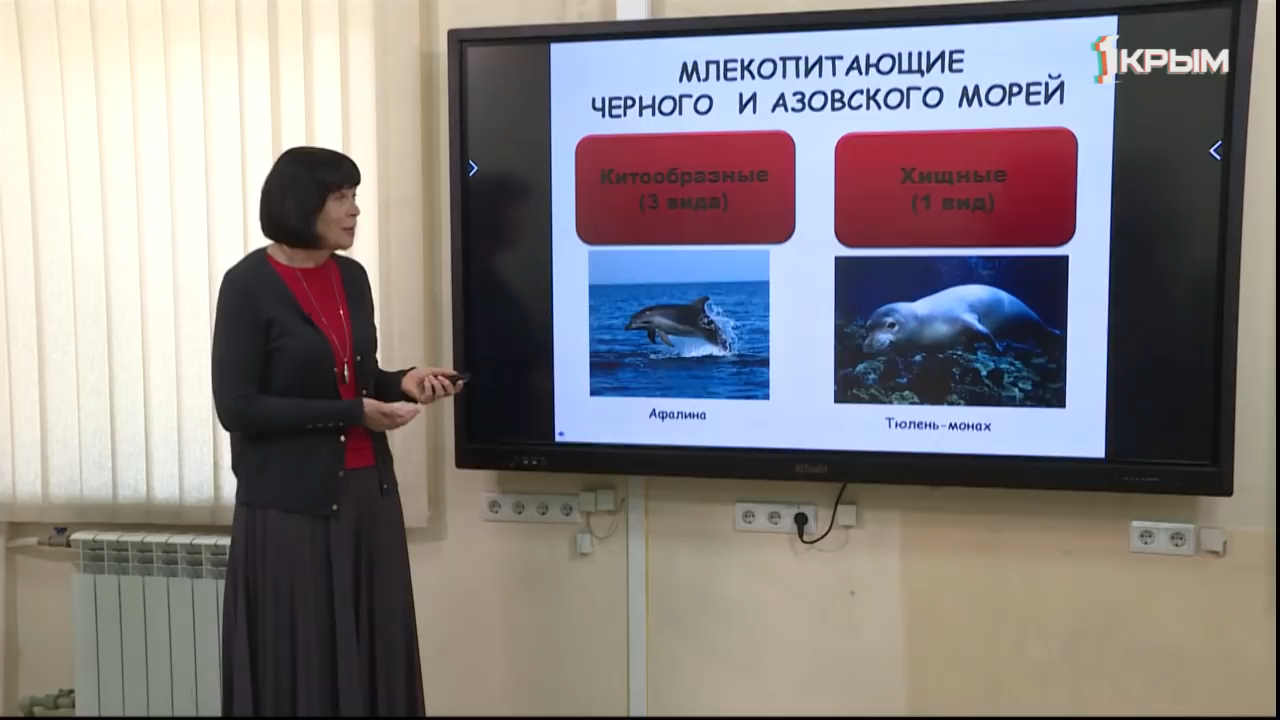 МЛЕКОПИТАЮЩИЕ
ЧЕРНОГО И АЗОВСКОГО МОРЕЙ
1КРЫМ
Китообразные
(3 вида)
Хищные
(1 вид)
Афалина
Тюлень-монах